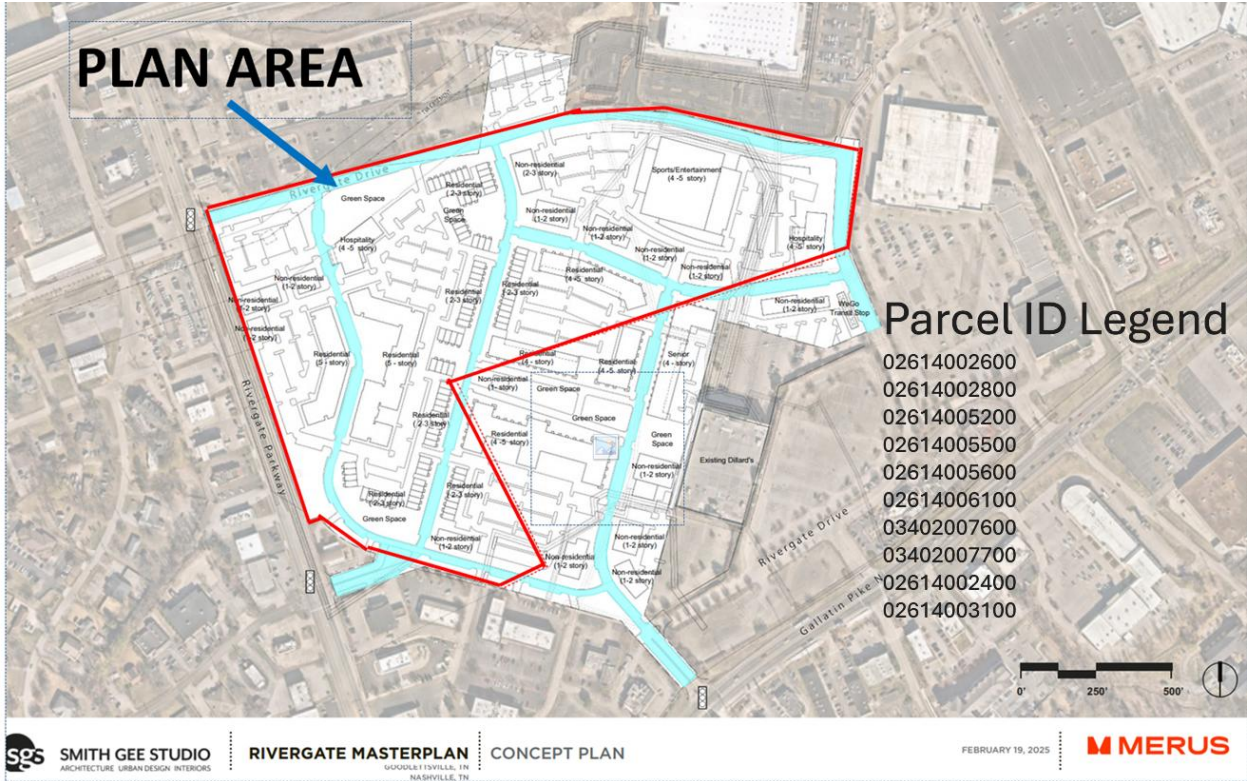 PLAN AREA
Rivergate Drive
Green Space
Residential
( 2-3 story)
Green
Space
Non-residential
(2-3 story)
Sports/Entertainment
(4 -5 story)
Non-residential
(1-2 story)
Non-residential
(1-2 story)
Non-residential
(1-2 story)
Non-residential
(1-2 story)
Hospitality
(4 -5 story)
Hospitality
(4 -5 story)
Non-residential
(1-2 story)
Non-residential
(1-2 story)
Non-residential
(1-2 story)
Residential
( 2-3 story)
Residential
( 2-3 story)
Residential
(4 -5 story)
Non-residential
(1-2 story)
WeGo
Transit Stop
Residential
(5 - story)
Residential
(5 - story)
Residential
(4 - story)
Residential
(4 -5 story)
Senior
(4 - story)
Non-residential
(1- story)
Green Space
Green Space
Residential
( 2-3 story)
Residential
(4 -5 story)
Green
Space
Non-residential
(1-2 story)
Existing Dillard's
Rivergate Parkway
Residential
( 2-3 story)
Green Space
Residential
( 2-3 story)
Non-residential
(1-2 story)
Non-residential
(1-2 story)
Non-residential
(1-2 story)
Non-residential
(1-2 story)
Rivergate Drive
Gallatin Pike N
Parcel ID Legend
02614002600
02614002800
02614005200
02614005500
02614005600
02614006100
03402007600
03402007700
02614002400
02614003100
0' 250' 500'
sgs SMITH GEE STUDIO
ARCHITECTURE URBAN DESIGN INTERIORS
RIVERGATE MASTERPLAN
GOODLETTSVILLE, TN
NASHVILLE, TN
CONCEPT PLAN
FEBRUARY 19, 2025
MERUS